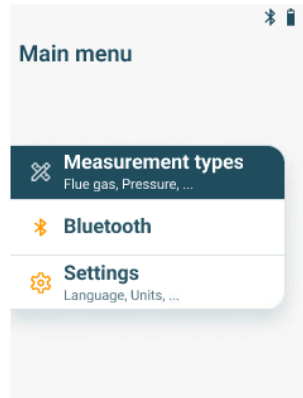 Main menu
Measurement types
Flue gas, Pressure, ...
Bluetooth
Settings
Language, Units, ...